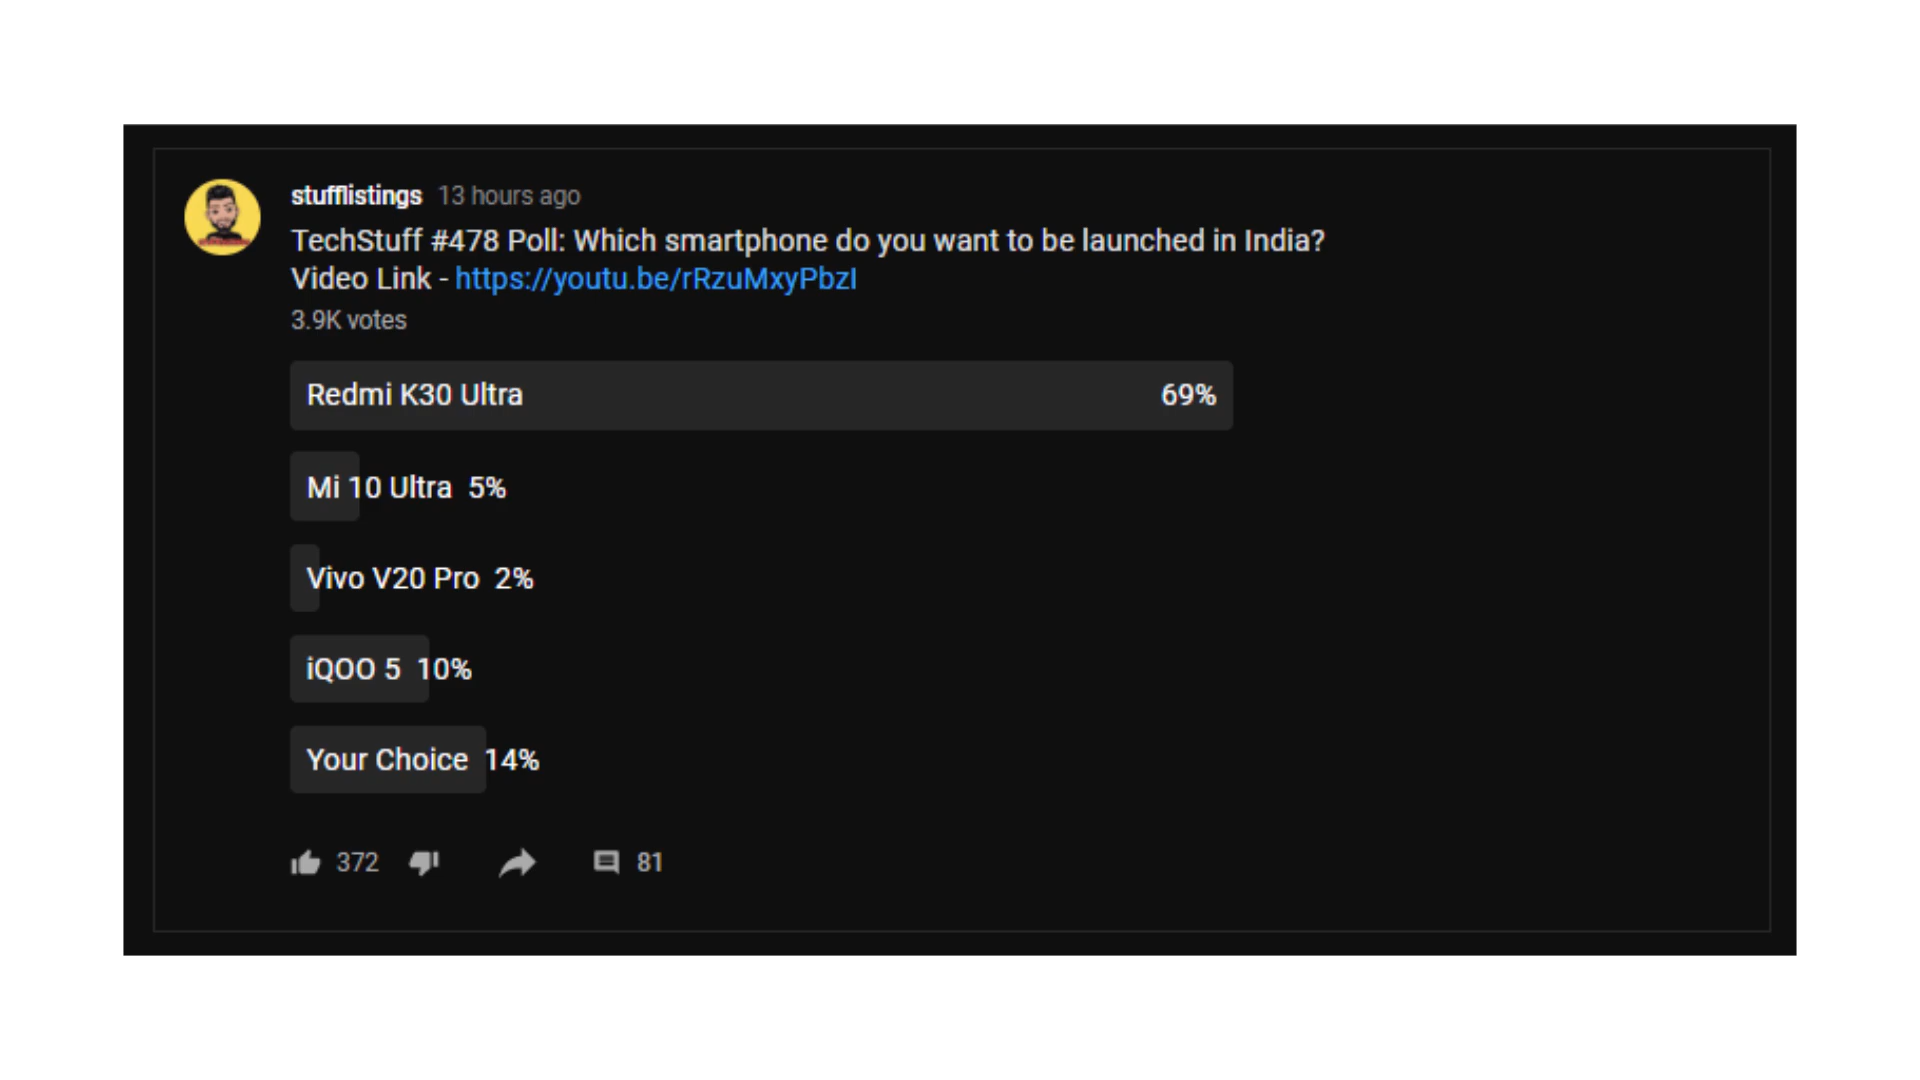 stufflistings 13 hours ago
TechStuff #478 Poll: Which smartphone do you want to be launched in India?
Video Link - https://youtu.be/rRzuMxyPbzI
3.9K votes
Redmi K30 Ultra 69%
Mi 10 Ultra 5%
Vivo V20 Pro 2%
iQOO 5 10%
Your Choice 14%
372 81